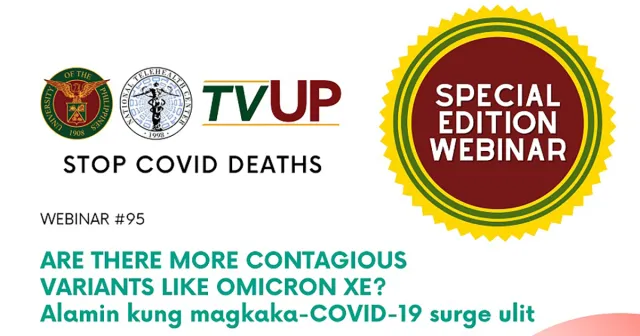 UNIVERSITY OF THE PHILIPPINES
1908
NATIONAL TELEHEALTH CENTER
1998
TVUP
STOP COVID DEATHS
SPECIAL
EDITION
WEBINAR
WEBINAR #95
ARE THERE MORE CONTAGIOUS
VARIANTS LIKE OMICRON XE?
Alamin kung magkaka-COVID-19 surge ulit